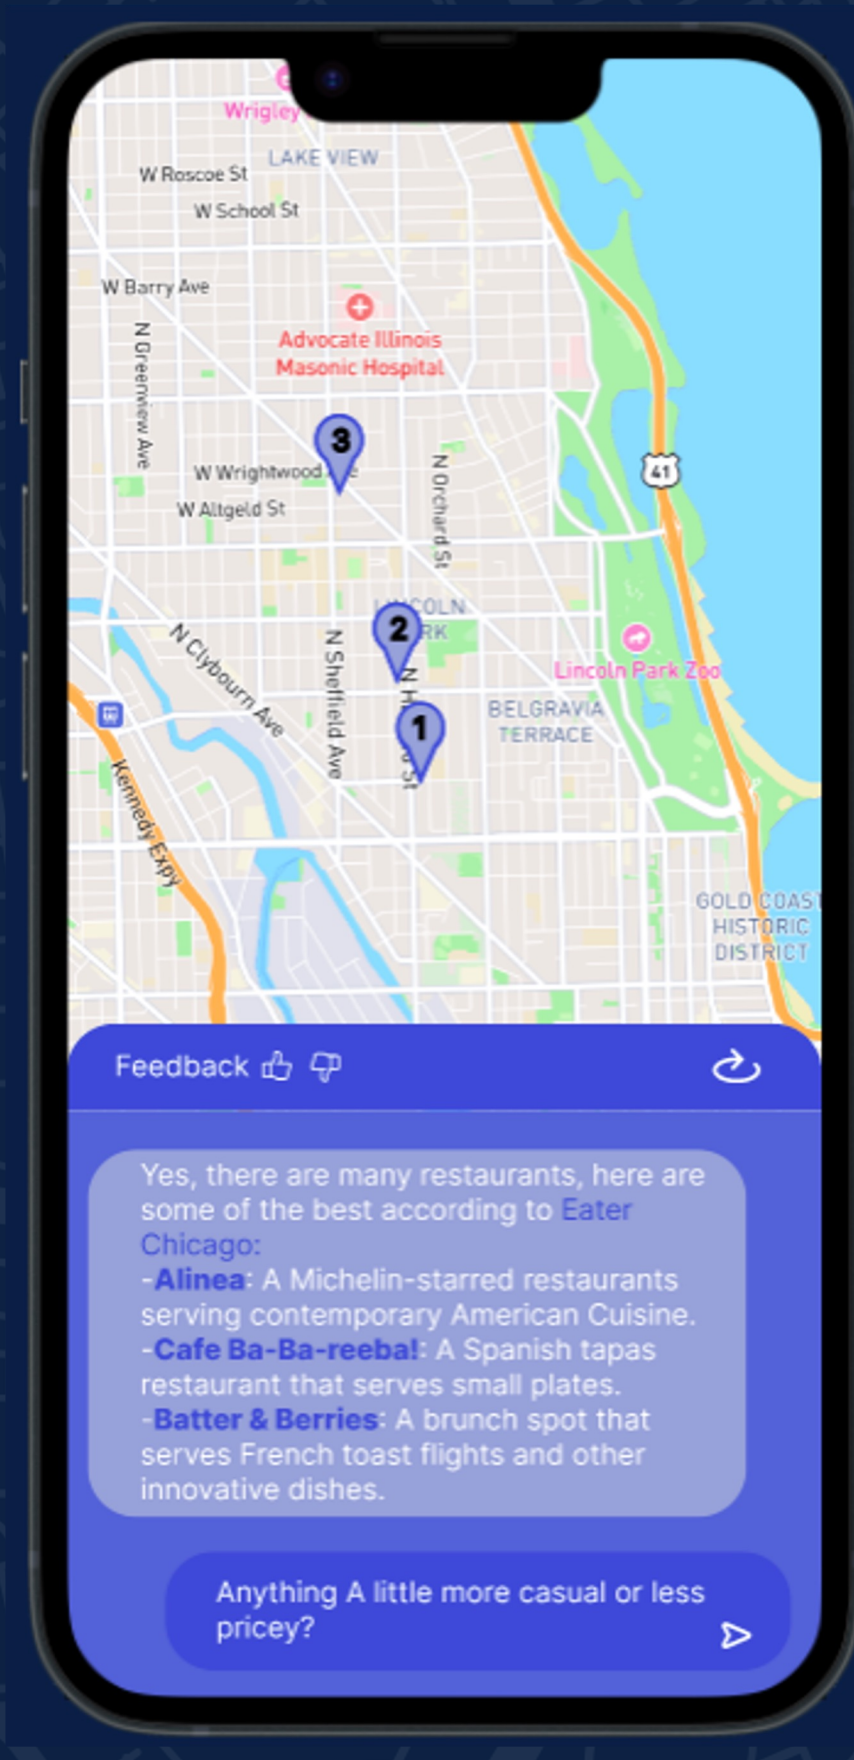 Wrigley
LAKE VIEW
W Roscoe St
W School St
W Barry Ave
N Greenview Ave
Advocate Illinois
Masonic Hospital
3
W Wrightwood
W Altgeld St
N Orchard St
41
N Clybourn Ave
N Sheffield Ave
2
Lincoln Park Zoo
N H
1
St
BELGRAVIA
TERRACE
Kennedy Expy
GOLD COAST
HISTORIC
DISTRICT
Feedback
Yes, there are many restaurants, here are
some of the best according to Eater
Chicago:
-Alinea: A Michelin-starred restaurants
serving contemporary American Cuisine.
-Cafe Ba-Ba-reeba!: A Spanish tapas
restaurant that serves small plates.
-Batter & Berries: A brunch spot that
serves French toast flights and other
innovative dishes.
Anything A little more casual or less
pricey?